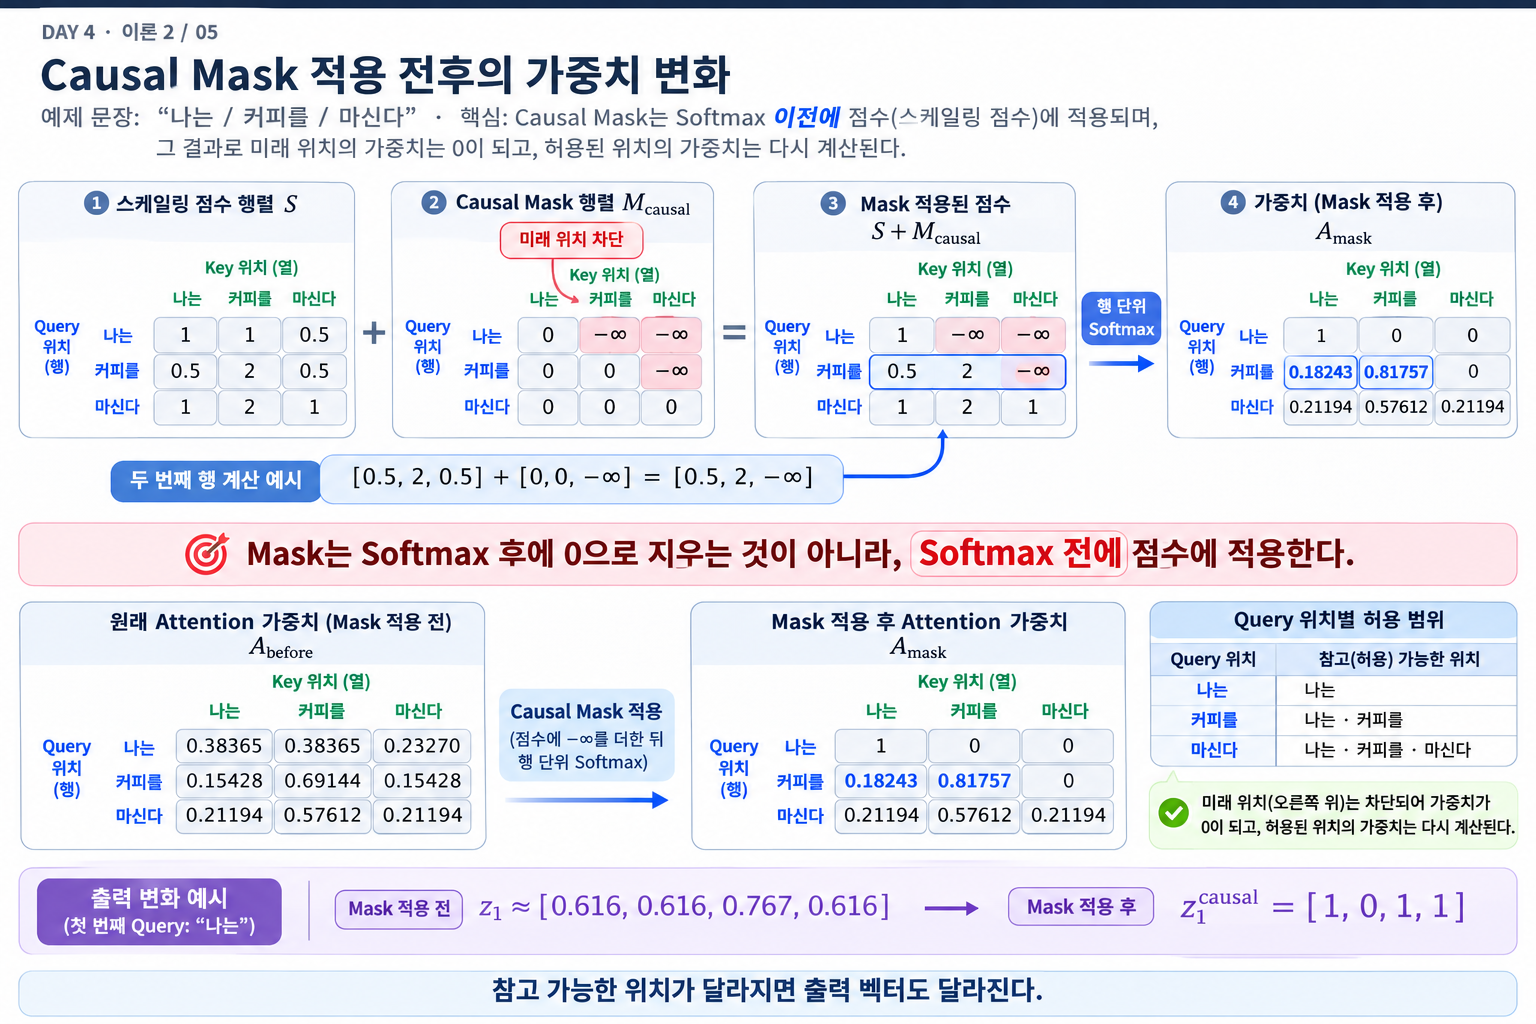 DAY 4 · 이론 2 / 05
Causal Mask 적용 전후의 가중치 변화
예제 문장: “나는 / 커피를 / 마신다” · 핵심: Causal Mask는 Softmax 이전에 점수(스케일링 점수)에 적용되며,
그 결과로 미래 위치의 가중치는 0이 되고, 허용된 위치의 가중치는 다시 계산된다.
1 스케일링 점수 행렬 S
Key 위치 (열)
나는 커피를 마신다
Query 위치 (행)
나는 1 1 0.5
커피를 0.5 2 0.5
마신다 1 2 1
+
2 Causal Mask 행렬 M_causal
미래 위치 차단
Key 위치 (열)
나는 커피를 마신다
Query 위치 (행)
나는 0 −∞ −∞
커피를 0 0 −∞
마신다 0 0 0
=
3 Mask 적용된 점수
S + M_causal
Key 위치 (열)
나는 커피를 마신다
Query 위치 (행)
나는 1 −∞ −∞
커피를 0.5 2 −∞
마신다 1 2 1
행 단위
Softmax
4 가중치 (Mask 적용 후)
A_mask
Key 위치 (열)
나는 커피를 마신다
Query 위치 (행)
나는 1 0 0
커피를 0.18243 0.81757 0
마신다 0.21194 0.57612 0.21194
두 번째 행 계산 예시
[0.5, 2, 0.5] + [0, 0, −∞] = [0.5, 2, −∞]
Mask는 Softmax 후에 0으로 지우는 것이 아니라, Softmax 전에 점수에 적용한다.
원래 Attention 가중치 (Mask 적용 전)
A_before
Key 위치 (열)
나는 커피를 마신다
Query 위치 (행)
나는 0.38365 0.38365 0.23270
커피를 0.15428 0.69144 0.15428
마신다 0.21194 0.57612 0.21194
Causal Mask 적용
(점수에 −∞를 더한 뒤
행 단위 Softmax)
Mask 적용 후 Attention 가중치
A_mask
Key 위치 (열)
나는 커피를 마신다
Query 위치 (행)
나는 1 0 0
커피를 0.18243 0.81757 0
마신다 0.21194 0.57612 0.21194
Query 위치별 허용 범위
Query 위치 참고(허용) 가능한 위치
나는 나는
커피를 나는 · 커피를
마신다 나는 · 커피를 · 마신다
미래 위치(오른쪽 위)는 차단되어 가중치가
0이 되고, 허용된 위치의 가중치는 다시 계산된다.
출력 변화 예시
(첫 번째 Query: “나는”)
Mask 적용 전 z₁ ≈ [0.616, 0.616, 0.767, 0.616]
Mask 적용 후 z₁^causal = [1, 0, 1, 1]
참고 가능한 위치가 달라지면 출력 벡터도 달라진다.